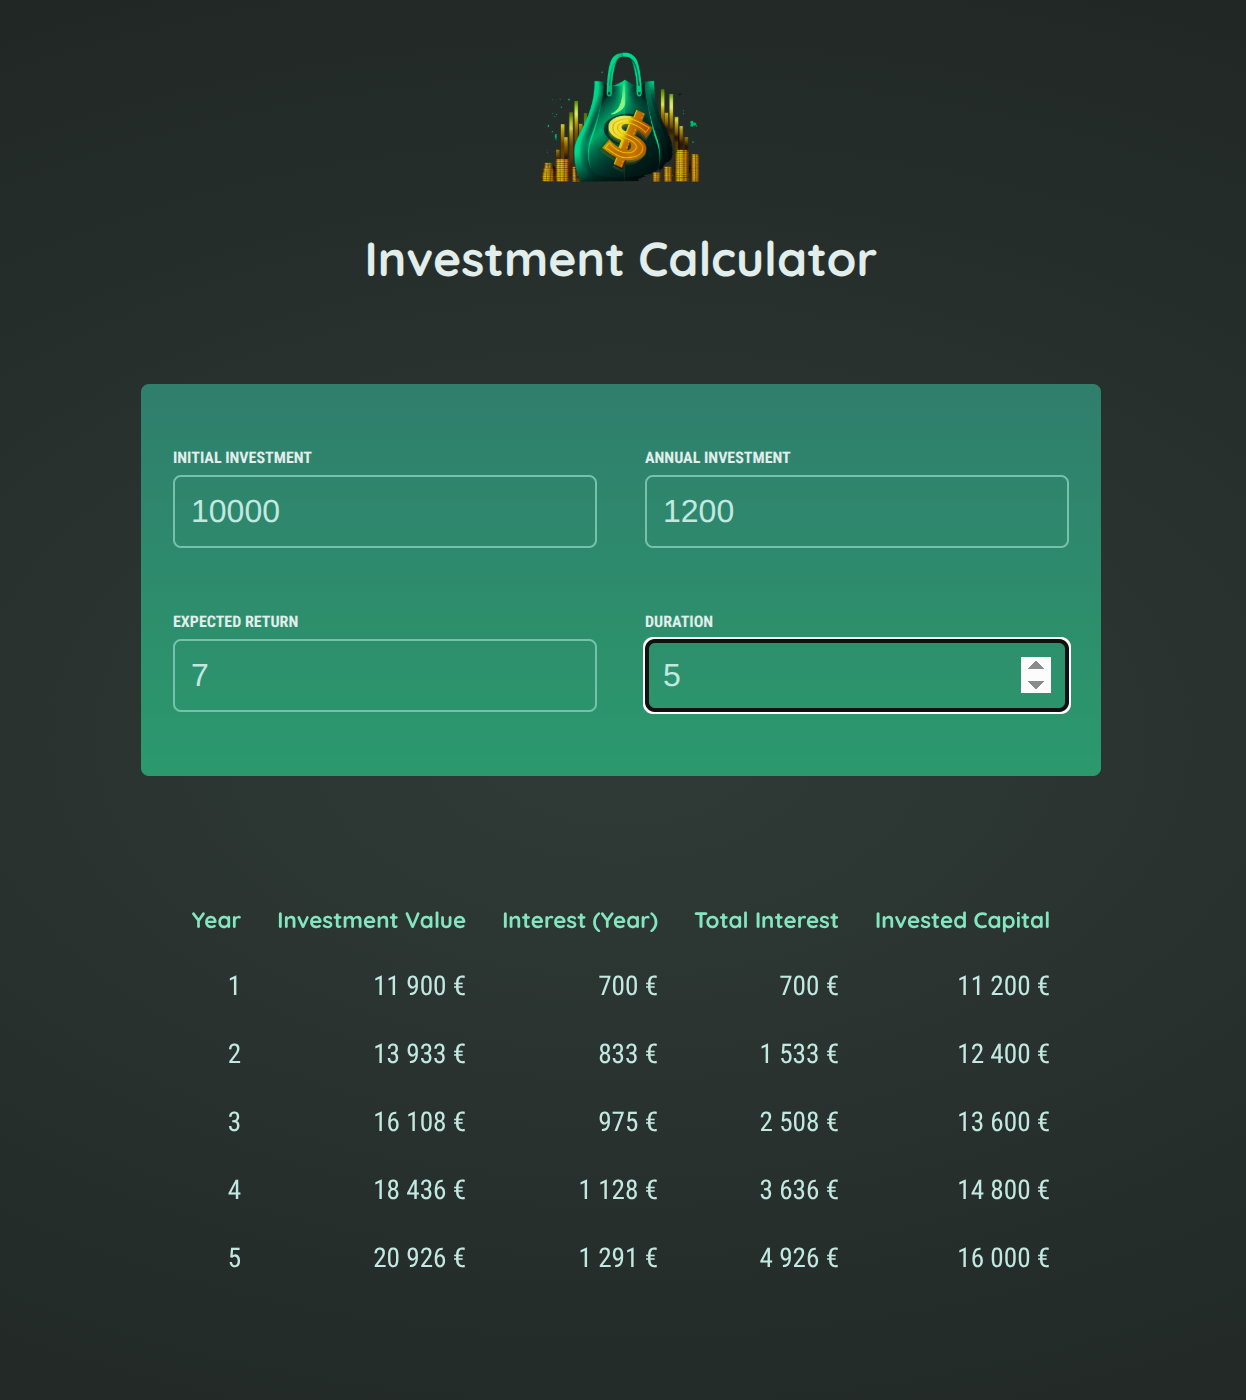 $
Investment Calculator
INITIAL INVESTMENT ANNUAL INVESTMENT
10000 1200
EXPECTED RETURN DURATION
7 5
Year Investment Value Interest (Year) Total Interest Invested Capital
1 11 900 € 700 € 700 € 11 200 €
2 13 933 € 833 € 1 533 € 12 400 €
3 16 108 € 975 € 2 508 € 13 600 €
4 18 436 € 1 128 € 3 636 € 14 800 €
5 20 926 € 1 291 € 4 926 € 16 000 €